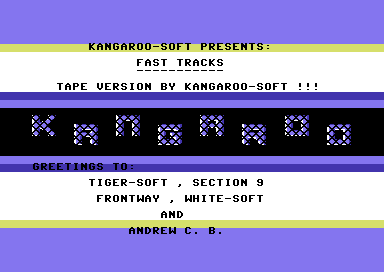 KANGAROO-SOFT PRESENTS:
FAST TRACKS
-----------
TAPE VERSION BY KANGAROO-SOFT !!!
KANGAROO
GREETINGS TO:
TIGER-SOFT , SECTION 9
FRONTWAY , WHITE-SOFT
AND
ANDREW C. B.